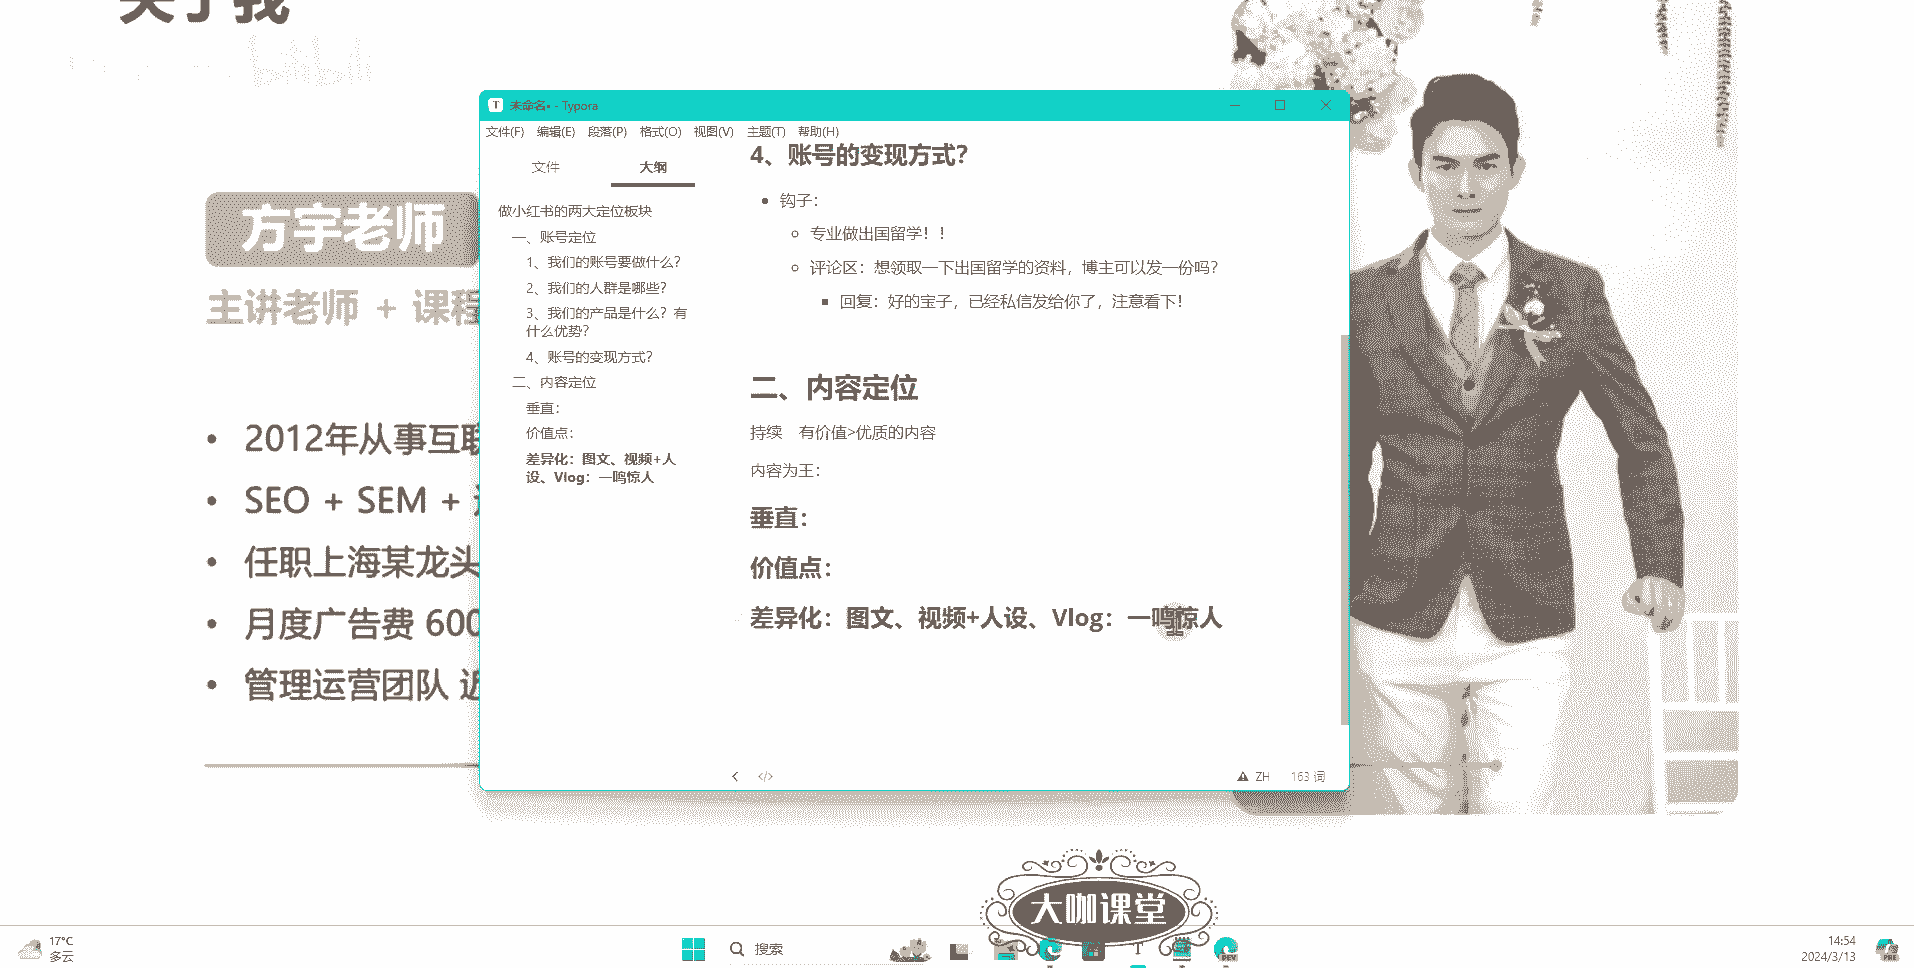 关于我
bilibili
方宇老师
主讲老师 + 课程
• 2012年从事互联
• SEO + SEM +
• 任职上海某龙头
• 月度广告费 600
• 管理运营团队 近
未命名• - Typora
文件(F) 编辑(E) 段落(P) 格式(O) 视图(V) 主题(T) 帮助(H)
文件 大纲
做小红书的两大定位板块
一、账号定位
1、我们的账号要做什么?
2、我们的人群是哪些?
3、我们的产品是什么?有
什么优势?
4、账号的变现方式?
二、内容定位
垂直:
价值点:
差异化:图文、视频+人
设、Vlog:一鸣惊人
4、账号的变现方式?
• 钩子:
专业做出国留学!!
评论区:想领取一下出国留学的资料,博主可以发一份吗?
回复:好的宝子,已经私信发给你了,注意看下!
二、内容定位
持续 有价值>优质的内容
内容为王:
垂直:
价值点:
差异化:图文、视频+人设、Vlog:一鸣惊人
ZH 163 词
大咖课堂
17°C
多云
搜索
DEV
14:54
2024/3/13
PRE